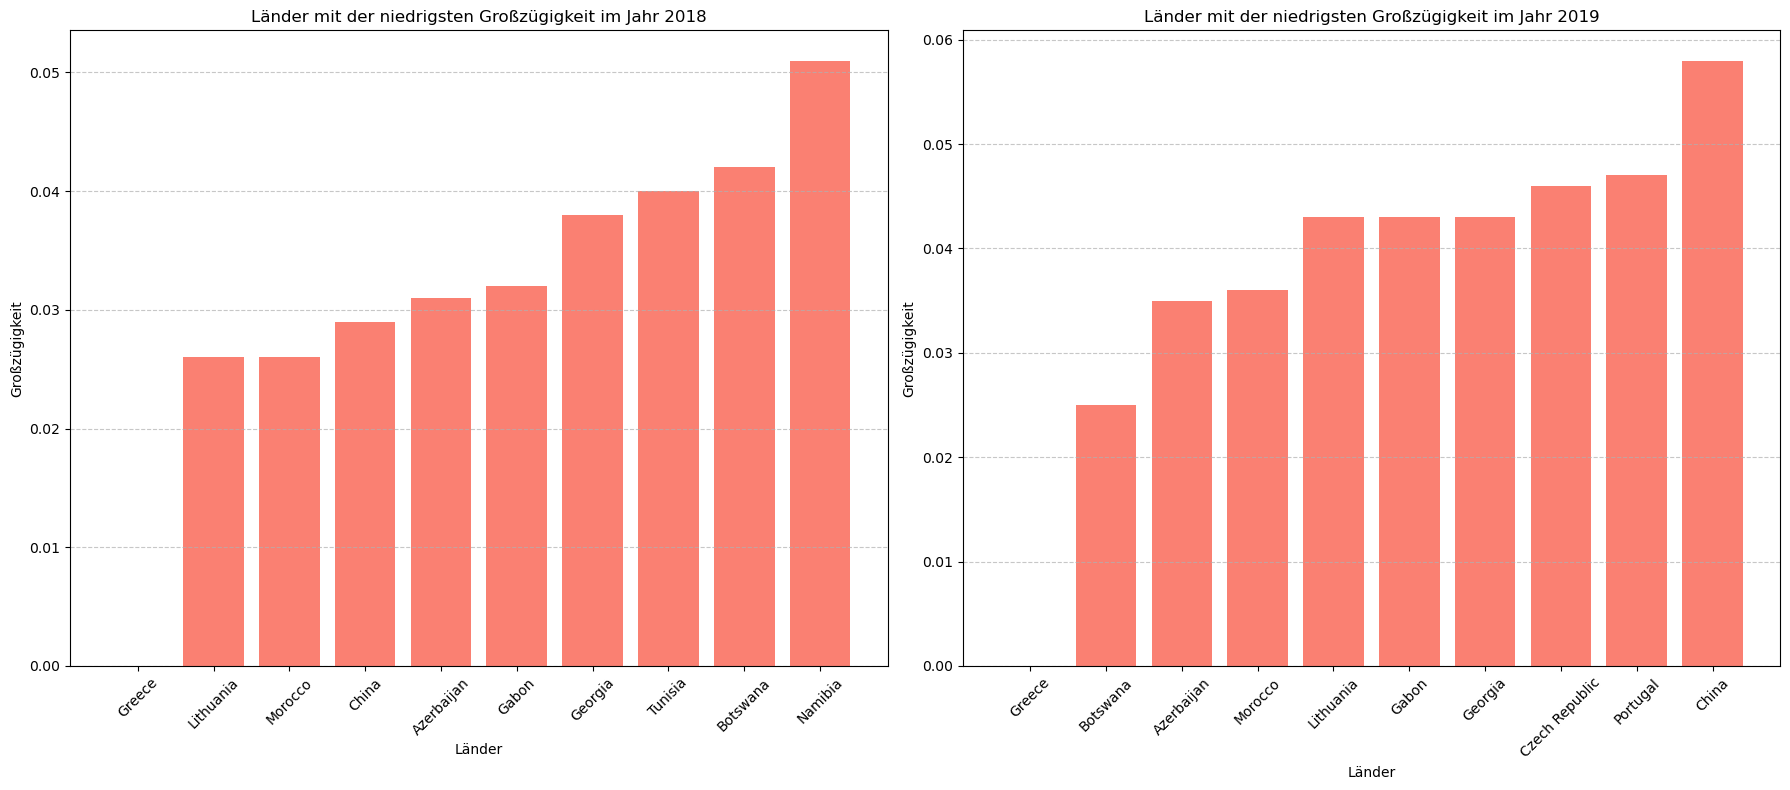 Länder mit der niedrigsten Großzügigkeit im Jahr 2018
Großzügigkeit
0.05
0.04
0.03
0.02
0.01
0.00
Greece
Lithuania
Morocco
China
Azerbaijan
Gabon
Georgia
Tunisia
Botswana
Namibia
Länder
Länder mit der niedrigsten Großzügigkeit im Jahr 2019
Großzügigkeit
0.06
0.05
0.04
0.03
0.02
0.01
0.00
Greece
Botswana
Azerbaijan
Morocco
Lithuania
Gabon
Georgia
Czech Republic
Portugal
China
Länder